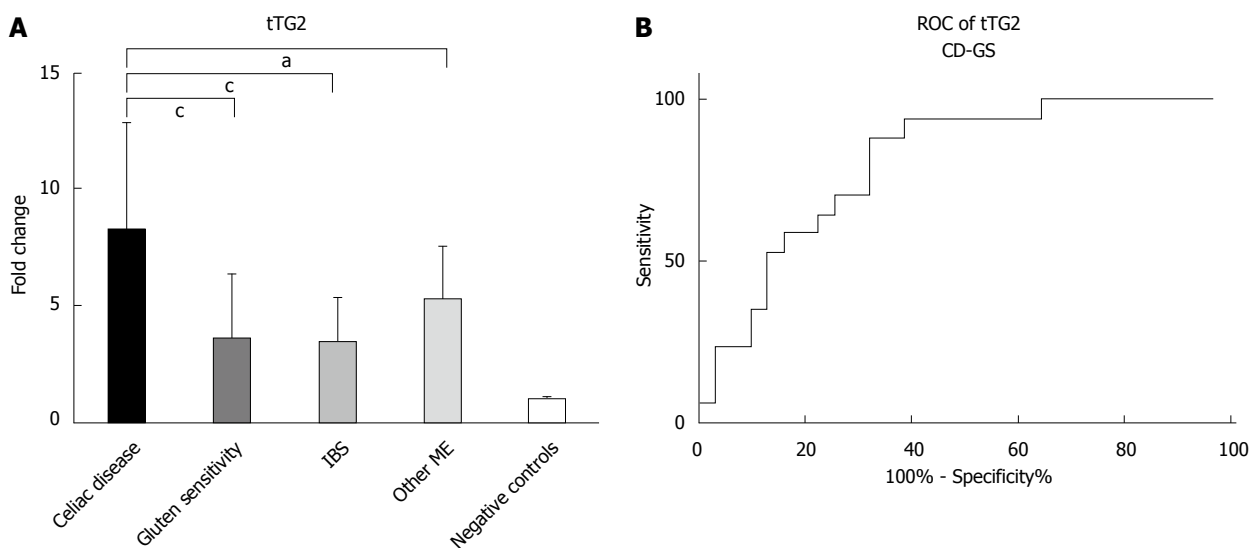 A
tTG2
a
c
c
15
10
5
0
Fold change
Celiac disease
Gluten sensitivity
IBS
Other ME
Negative controls
B
ROC of tTG2
CD-GS
100
50
0
Sensitivity
0 20 40 60 80 100
100% - Specificity%